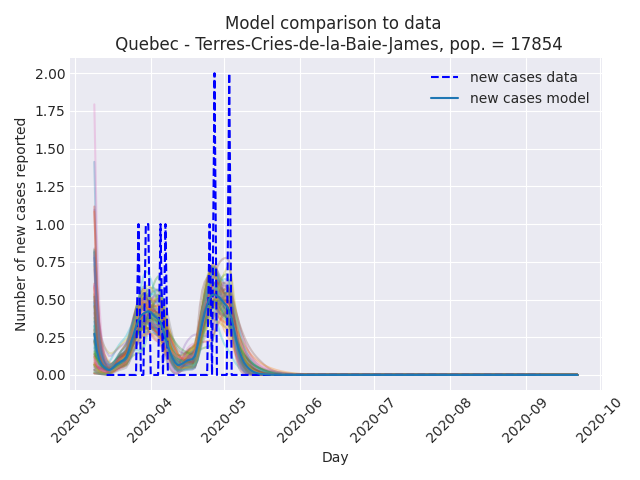 Model comparison to data
Quebec - Terres-Cries-de-la-Baie-James, pop. = 17854
new cases data
new cases model
Number of new cases reported
2.00
1.75
1.50
1.25
1.00
0.75
0.50
0.25
0.00
2020-03
2020-04
2020-05
2020-06
2020-07
2020-08
2020-09
2020-10
Day